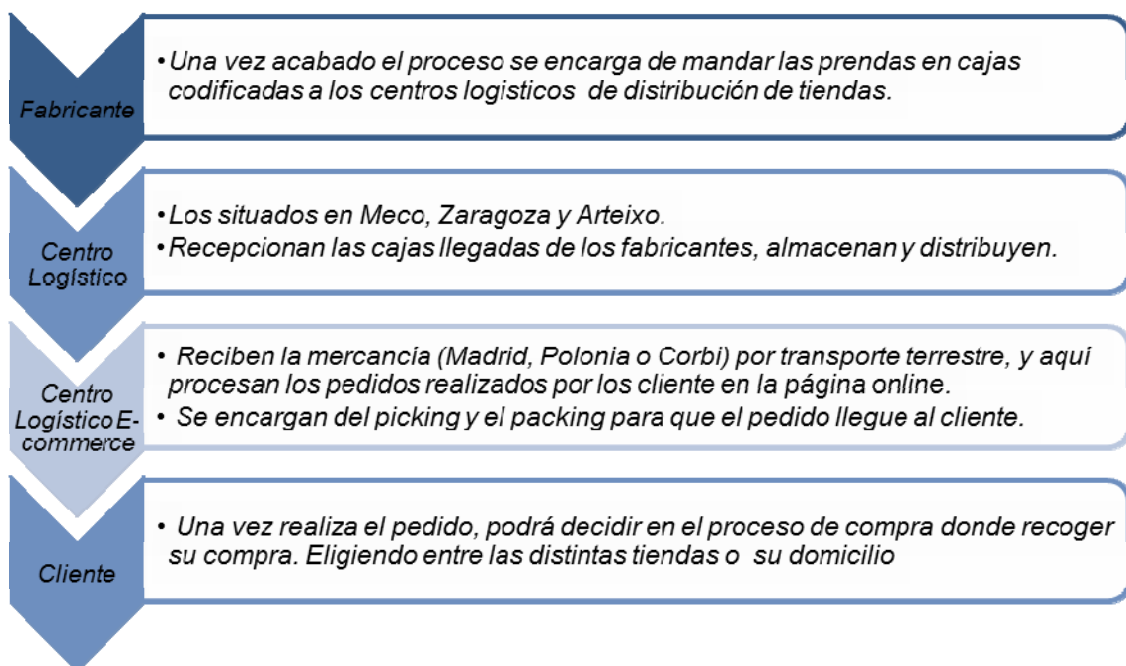 Fabricante
•Una vez acabado el proceso se encarga de mandar las prendas en cajas
codificadas a los centros logisticos de distribución de tiendas.
Centro
Logístico
•Los situados en Meco, Zaragoza y Arteixo.
•Recepcionan las cajas llegadas de los fabricantes, almacenan y distribuyen.
Centro
Logístico E-
commerce
• Reciben la mercancía (Madrid, Polonia o Corbi) por transporte terrestre, y aquí
procesan los pedidos realizados por los cliente en la página online.
• Se encargan del picking y el packing para que el pedido llegue al cliente.
Cliente
• Una vez realiza el pedido, podrá decidir en el proceso de compra donde recoger
su compra. Eligiendo entre las distintas tiendas o su domicilio